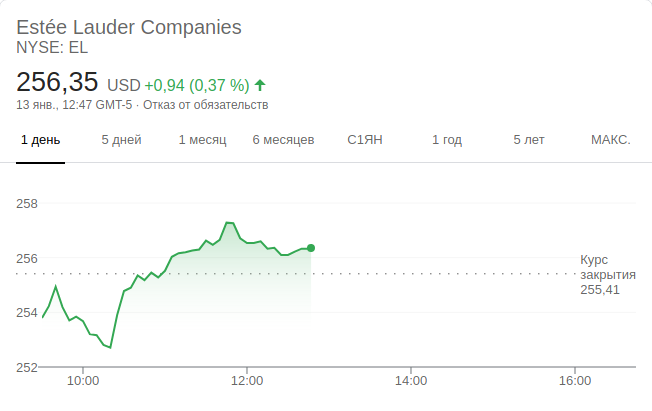 Estée Lauder Companies
NYSE: EL
256,35 USD +0,94 (0,37 %) ↑
13 янв., 12:47 GMT-5 · Отказ от обязательств
1 день 5 дней 1 месяц 6 месяцев С1ЯН 1 год 5 лет МАКС.
258
256
254
252
Курс
закрытия
255,41
10:00 12:00 14:00 16:00